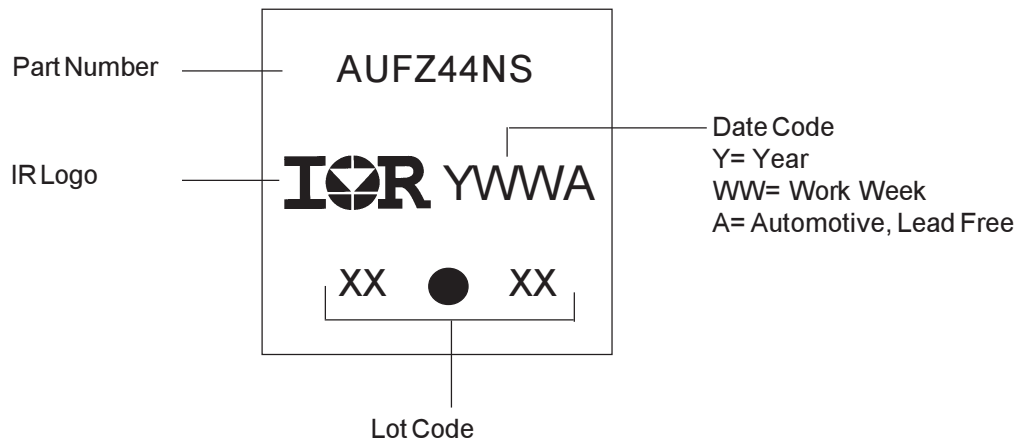 Part Number
AUFZ44NS
IR Logo
IOR YWWA
Date Code
Y= Year
WW= Work Week
A= Automotive, Lead Free
XX XX
Lot Code